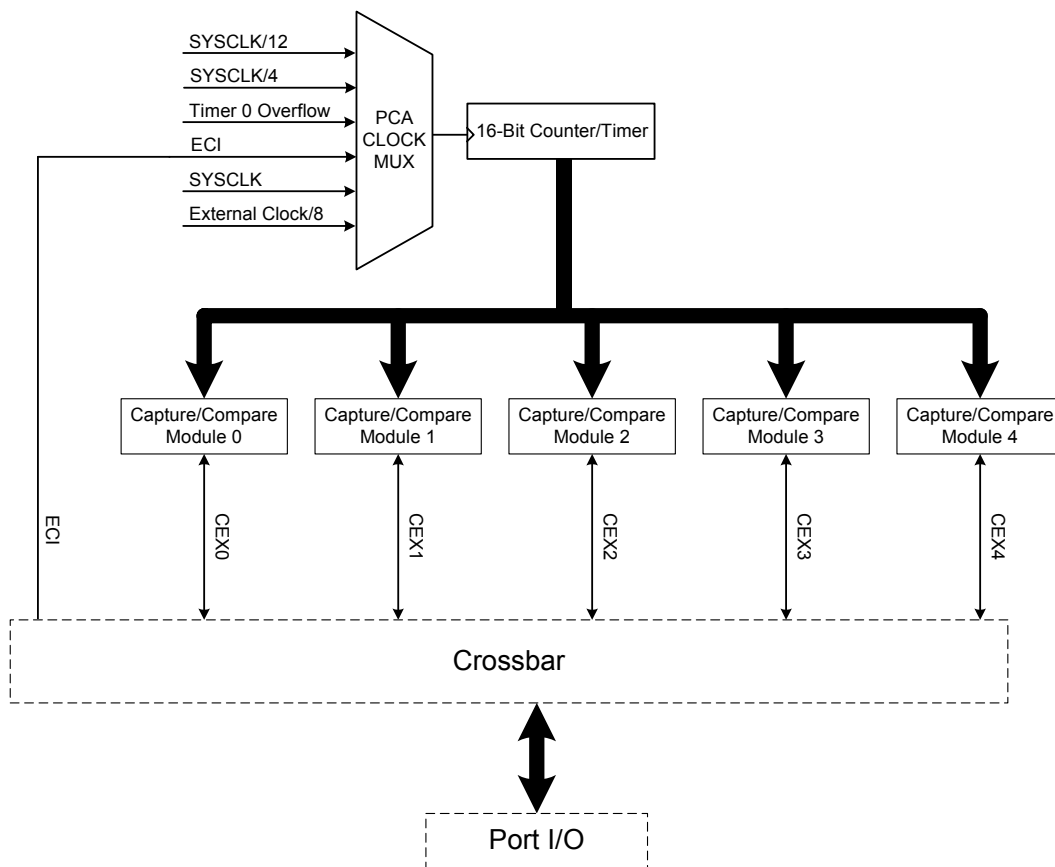 SYSCLK/12
SYSCLK/4
Timer 0 Overflow
ECI
SYSCLK
External Clock/8
PCA
CLOCK
MUX
16-Bit Counter/Timer
Capture/Compare
Module 0
Capture/Compare
Module 1
Capture/Compare
Module 2
Capture/Compare
Module 3
Capture/Compare
Module 4
ECI
CEX0
CEX1
CEX2
CEX3
CEX4
Crossbar
Port I/O